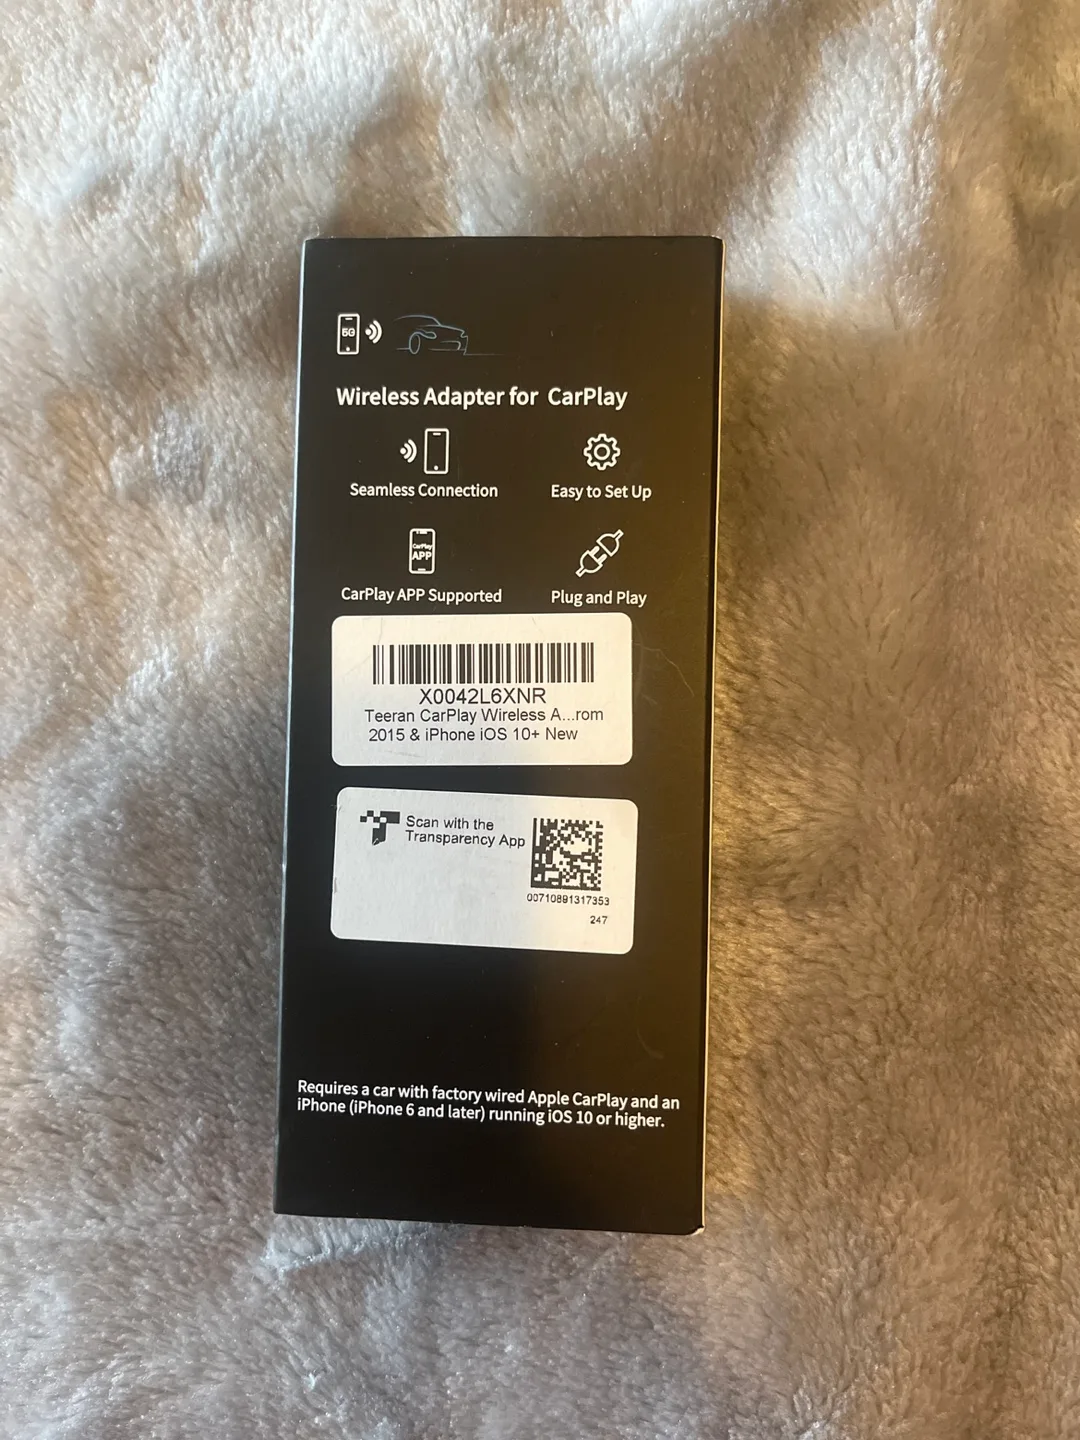 5G
Wireless Adapter for CarPlay
Seamless Connection
Easy to Set Up
CarPlay
APP
CarPlay APP Supported
Plug and Play
X0042L6XNR
Teeran CarPlay Wireless A...rom
2015 & iPhone iOS 10+ New
Scan with the
Transparency App
00710891317353
247
Requires a car with factory wired Apple CarPlay and an
iPhone (iPhone 6 and later) running iOS 10 or higher.